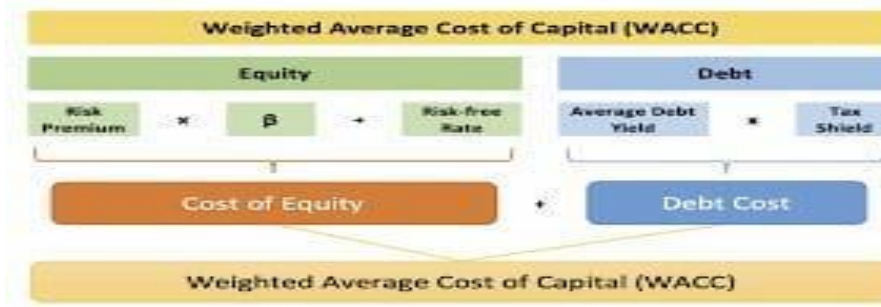 Weighted Average Cost of Capital (WACC)
Equity
Debt
Risk Premium
×
β
+
Risk-free Rate
Average Debt Yield
×
Tax Shield
Cost of Equity
+
Debt Cost
Weighted Average Cost of Capital (WACC)